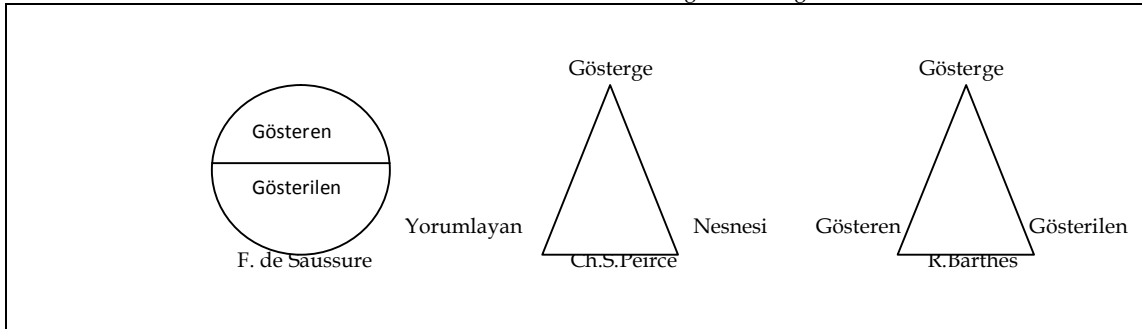 Gösterge Gösterge
Gösteren
Gösterilen
Yorumlayan Nesnesi Gösteren Gösterilen
F. de Saussure Ch.S.Peirce R.Barthes